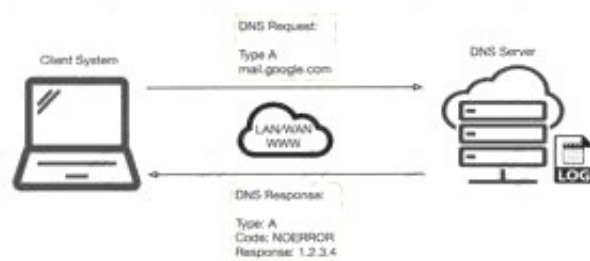 DNS Request:
Type A
mail.google.com
Client System
DNS Server
LAN/WAN
WWW
LOG
DNS Response:
Type: A
Code: NOERROR
Response: 1.2.3.4